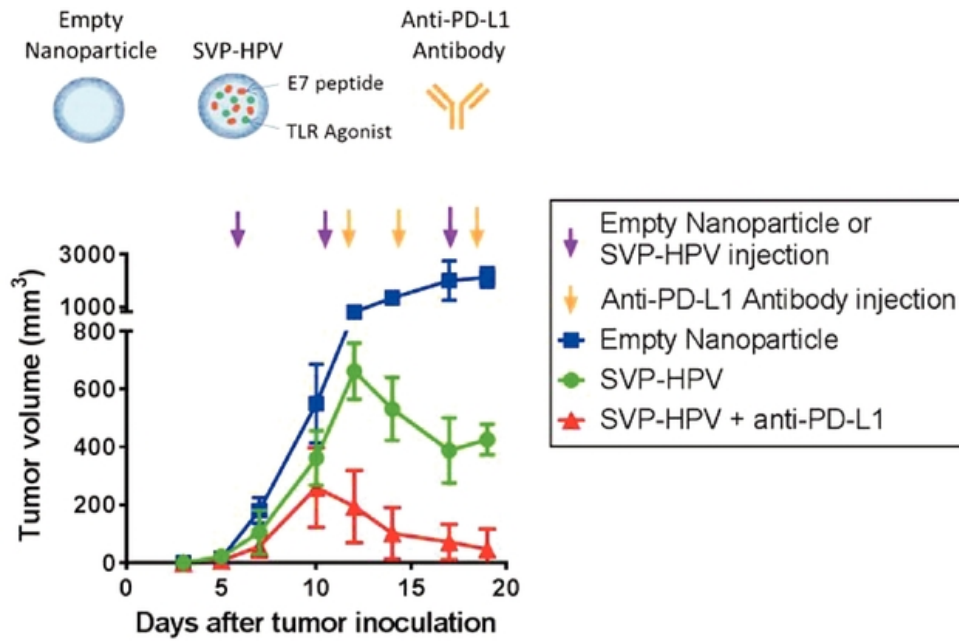 Empty
Nanoparticle
SVP-HPV
Anti-PD-L1
Antibody
E7 peptide
TLR Agonist
Tumor volume (mm³)
3000
1000
800
600
400
200
0
0 5 10 15 20
Days after tumor inoculation
Empty Nanoparticle or
SVP-HPV injection
Anti-PD-L1 Antibody injection
Empty Nanoparticle
SVP-HPV
SVP-HPV + anti-PD-L1